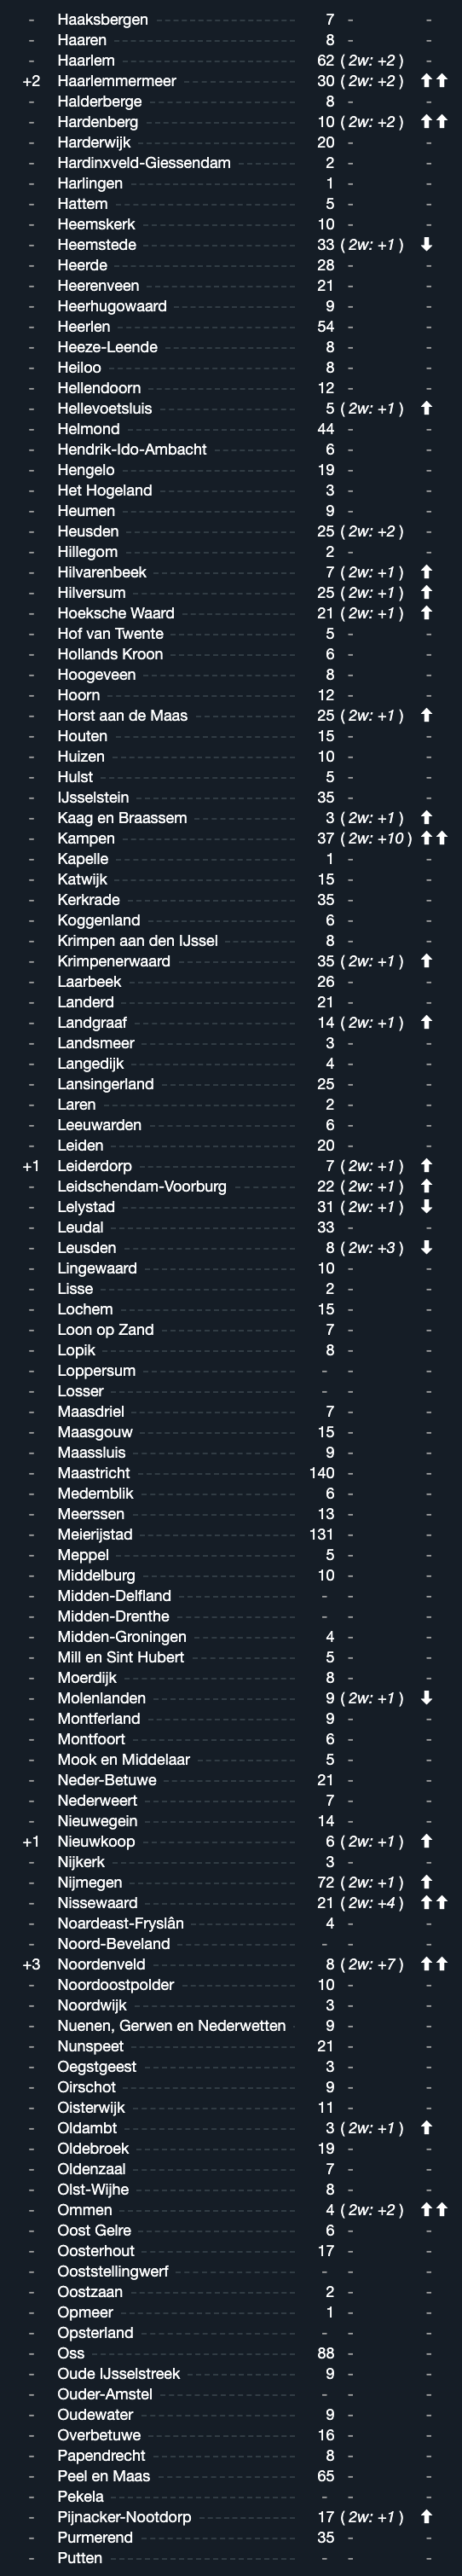 - Haaksbergen 7 - -
- Haaren 8 - -
- Haarlem 62 ( 2w: +2 ) -
+2 Haarlemmermeer 30 ( 2w: +2 ) ⬆⬆
- Halderberge 8 - -
- Hardenberg 10 ( 2w: +2 ) ⬆⬆
- Harderwijk 20 - -
- Hardinxveld-Giessendam 2 - -
- Harlingen 1 - -
- Hattem 5 - -
- Heemskerk 10 - -
- Heemstede 33 ( 2w: +1 ) ⬇
- Heerde 28 - -
- Heerenveen 21 - -
- Heerhugowaard 9 - -
- Heerlen 54 - -
- Heeze-Leende 8 - -
- Heiloo 8 - -
- Hellendoorn 12 - -
- Hellevoetsluis 5 ( 2w: +1 ) ⬆
- Helmond 44 - -
- Hendrik-Ido-Ambacht 6 - -
- Hengelo 19 - -
- Het Hogeland 3 - -
- Heumen 9 - -
- Heusden 25 ( 2w: +2 ) -
- Hillegom 2 - -
- Hilvarenbeek 7 ( 2w: +1 ) ⬆
- Hilversum 25 ( 2w: +1 ) ⬆
- Hoeksche Waard 21 ( 2w: +1 ) ⬆
- Hof van Twente 5 - -
- Hollands Kroon 6 - -
- Hoogeveen 8 - -
- Hoorn 12 - -
- Horst aan de Maas 25 ( 2w: +1 ) ⬆
- Houten 15 - -
- Huizen 10 - -
- Hulst 5 - -
- IJsselstein 35 - -
- Kaag en Braassem 3 ( 2w: +1 ) ⬆
- Kampen 37 ( 2w: +10 ) ⬆⬆
- Kapelle 1 - -
- Katwijk 15 - -
- Kerkrade 35 - -
- Koggenland 6 - -
- Krimpen aan den IJssel 8 - -
- Krimpenerwaard 35 ( 2w: +1 ) ⬆
- Laarbeek 26 - -
- Landerd 21 - -
- Landgraaf 14 ( 2w: +1 ) ⬆
- Landsmeer 3 - -
- Langedijk 4 - -
- Lansingerland 25 - -
- Laren 2 - -
- Leeuwarden 6 - -
- Leiden 20 - -
+1 Leiderdorp 7 ( 2w: +1 ) ⬆
- Leidschendam-Voorburg 22 ( 2w: +1 ) ⬆
- Lelystad 31 ( 2w: +1 ) ⬇
- Leudal 33 - -
- Leusden 8 ( 2w: +3 ) ⬇
- Lingewaard 10 - -
- Lisse 2 - -
- Lochem 15 - -
- Loon op Zand 7 - -
- Lopik 8 - -
- Loppersum - - -
- Losser - - -
- Maasdriel 7 - -
- Maasgouw 15 - -
- Maassluis 9 - -
- Maastricht 140 - -
- Medemblik 6 - -
- Meerssen 13 - -
- Meierijstad 131 - -
- Meppel 5 - -
- Middelburg 10 - -
- Midden-Delfland - - -
- Midden-Drenthe - - -
- Midden-Groningen 4 - -
- Mill en Sint Hubert 5 - -
- Moerdijk 8 - -
- Molenlanden 9 ( 2w: +1 ) ⬇
- Montferland 9 - -
- Montfoort 6 - -
- Mook en Middelaar 5 - -
- Neder-Betuwe 21 - -
- Nederweert 7 - -
- Nieuwegein 14 - -
+1 Nieuwkoop 6 ( 2w: +1 ) ⬆
- Nijkerk 3 - -
- Nijmegen 72 ( 2w: +1 ) ⬆
- Nissewaard 21 ( 2w: +4 ) ⬆⬆
- Noardeast-Fryslân 4 - -
- Noord-Beveland - - -
+3 Noordenveld 8 ( 2w: +7 ) ⬆⬆
- Noordoostpolder 10 - -
- Noordwijk 3 - -
- Nuenen, Gerwen en Nederwetten 9 - -
- Nunspeet 21 - -
- Oegstgeest 3 - -
- Oirschot 9 - -
- Oisterwijk 11 - -
- Oldambt 3 ( 2w: +1 ) ⬆
- Oldebroek 19 - -
- Oldenzaal 7 - -
- Olst-Wijhe 8 - -
- Ommen 4 ( 2w: +2 ) ⬆⬆
- Oost Gelre 6 - -
- Oosterhout 17 - -
- Ooststellingwerf - - -
- Oostzaan 2 - -
- Opmeer 1 - -
- Opsterland - - -
- Oss 88 - -
- Oude IJsselstreek 9 - -
- Ouder-Amstel - - -
- Oudewater 9 - -
- Overbetuwe 16 - -
- Papendrecht 8 - -
- Peel en Maas 65 - -
- Pekela - - -
- Pijnacker-Nootdorp 17 ( 2w: +1 ) ⬆
- Purmerend 35 - -
- Putten - - -